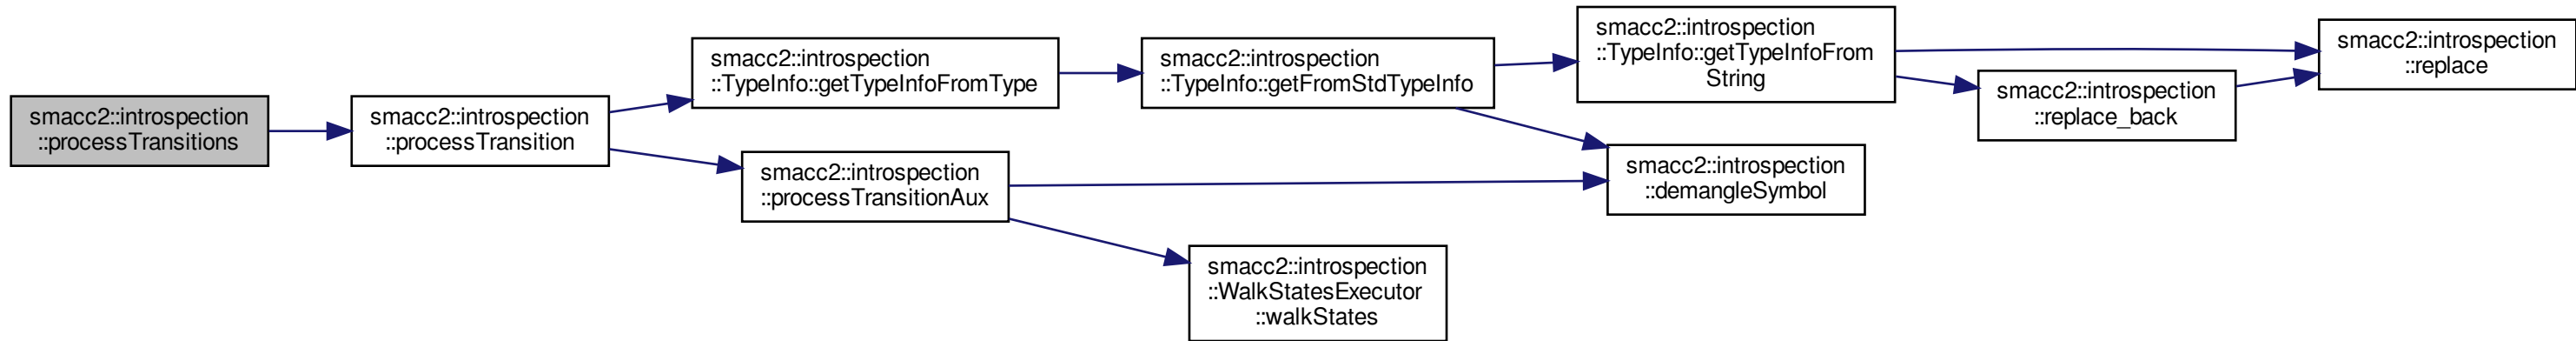 smacc2::introspection
::processTransitions
smacc2::introspection
::processTransition
smacc2::introspection
::TypeInfo::getTypeInfoFromType
smacc2::introspection
::processTransitionAux
smacc2::introspection
::TypeInfo::getFromStdTypeInfo
smacc2::introspection
::WalkStatesExecutor
::walkStates
smacc2::introspection
::TypeInfo::getTypeInfoFrom
String
smacc2::introspection
::demangleSymbol
smacc2::introspection
::replace_back
smacc2::introspection
::replace